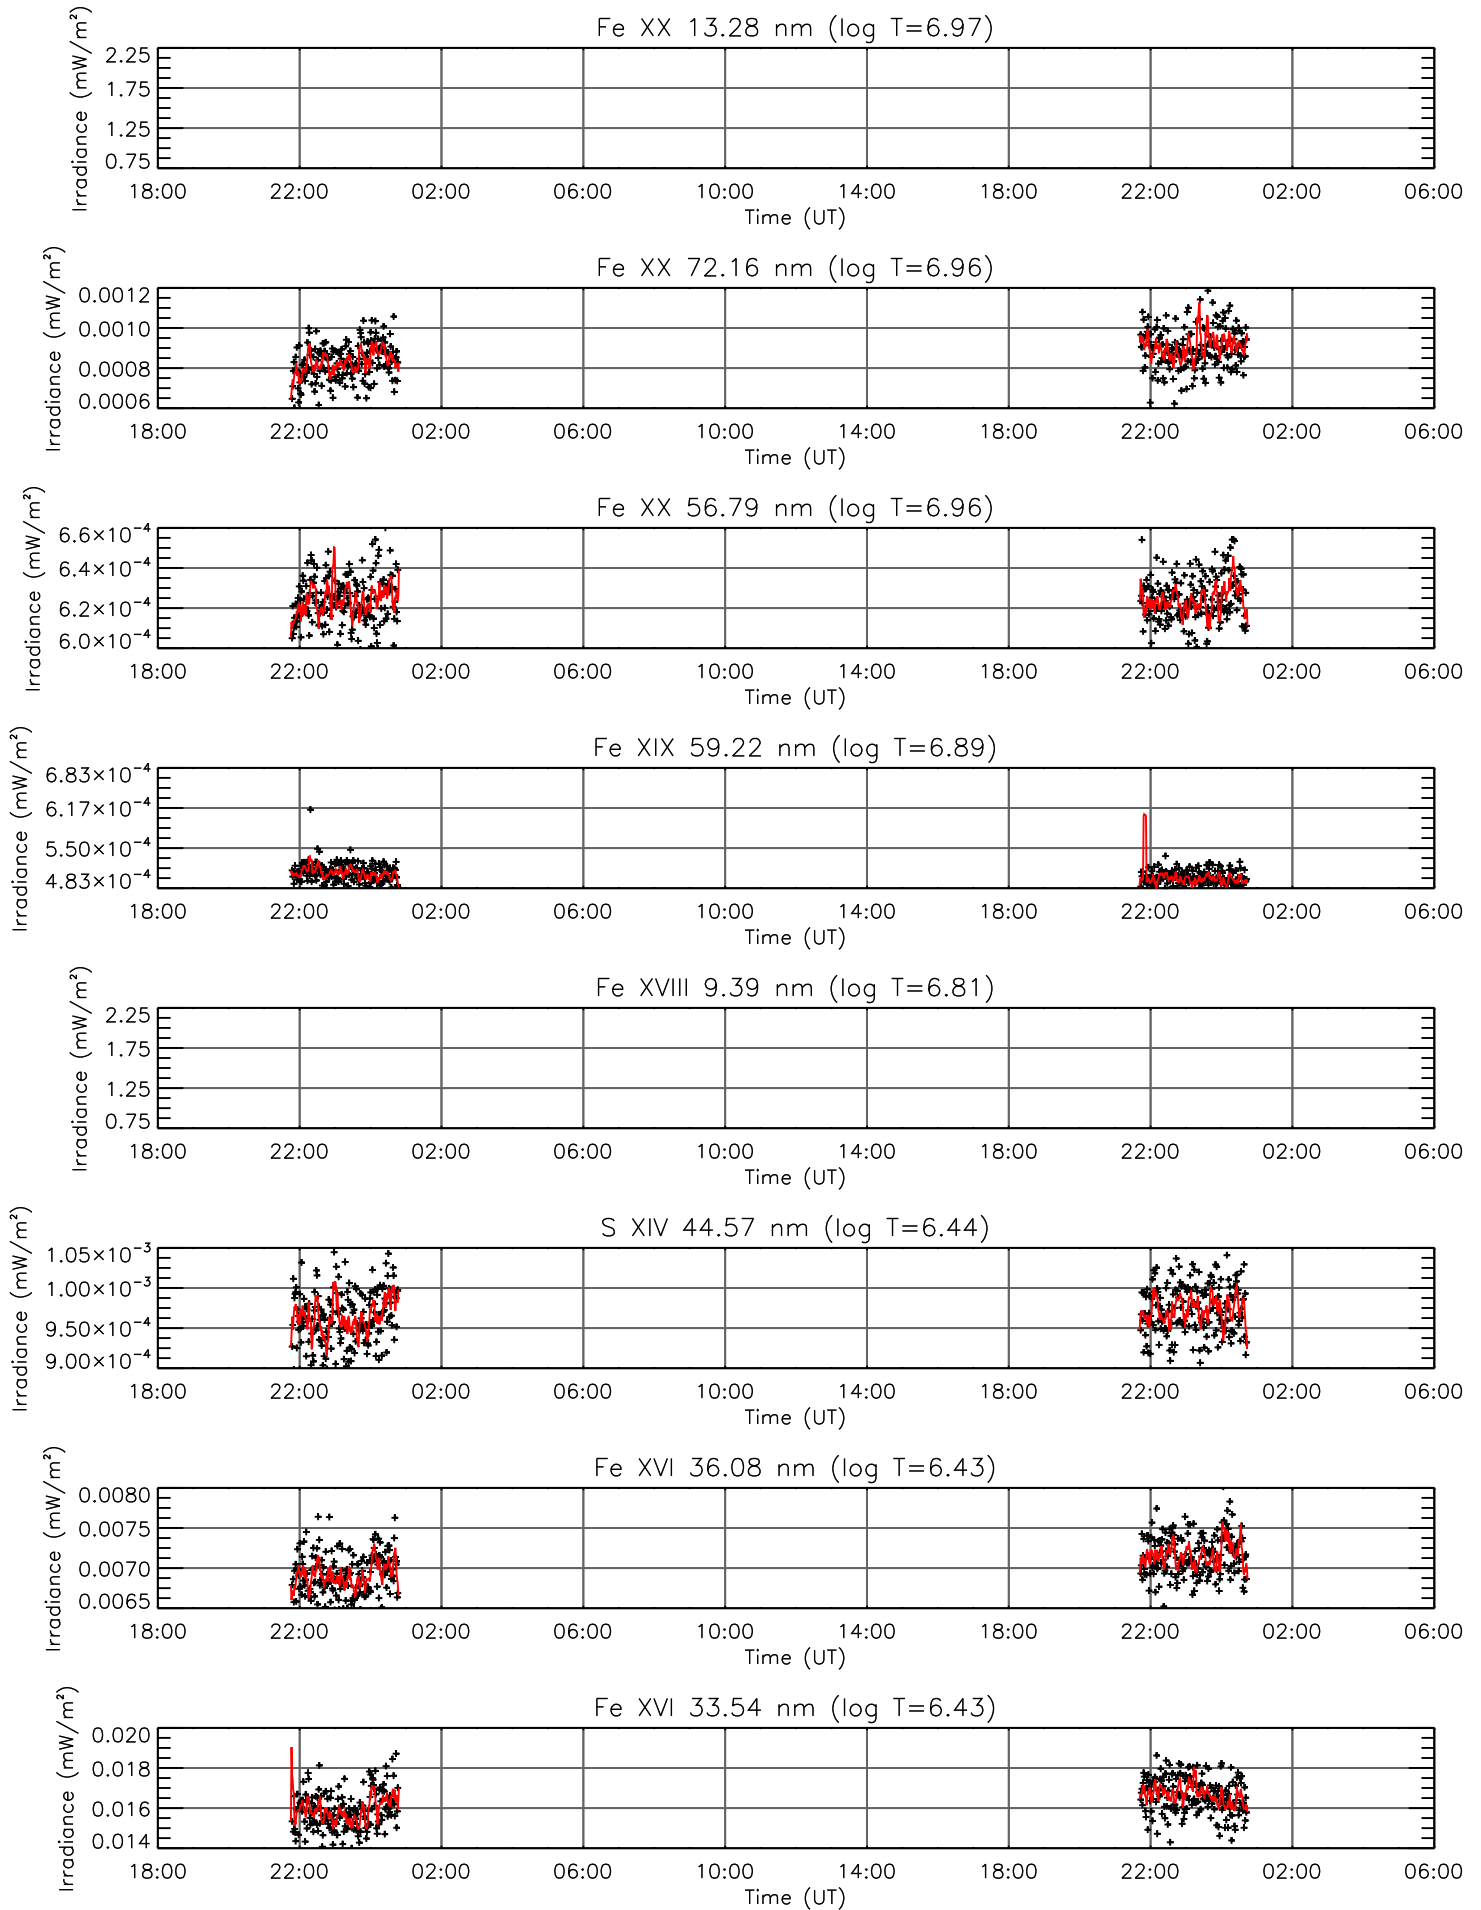 Fe XX 13.28 nm (log T=6.97)
Irradiance (mW/m²)
2.25
1.75
1.25
0.75
18:00 22:00 02:00 06:00 10:00 14:00 18:00 22:00 02:00 06:00
Time (UT)
Fe XX 72.16 nm (log T=6.96)
Irradiance (mW/m²)
0.0012
0.0010
0.0008
0.0006
18:00 22:00 02:00 06:00 10:00 14:00 18:00 22:00 02:00 06:00
Time (UT)
Fe XX 56.79 nm (log T=6.96)
Irradiance (mW/m²)
6.6×10⁻⁴
6.4×10⁻⁴
6.2×10⁻⁴
6.0×10⁻⁴
18:00 22:00 02:00 06:00 10:00 14:00 18:00 22:00 02:00 06:00
Time (UT)
Fe XIX 59.22 nm (log T=6.89)
Irradiance (mW/m²)
6.83×10⁻⁴
6.17×10⁻⁴
5.50×10⁻⁴
4.83×10⁻⁴
18:00 22:00 02:00 06:00 10:00 14:00 18:00 22:00 02:00 06:00
Time (UT)
Fe XVIII 9.39 nm (log T=6.81)
Irradiance (mW/m²)
2.25
1.75
1.25
0.75
18:00 22:00 02:00 06:00 10:00 14:00 18:00 22:00 02:00 06:00
Time (UT)
S XIV 44.57 nm (log T=6.44)
Irradiance (mW/m²)
1.05×10⁻³
1.00×10⁻³
9.50×10⁻⁴
9.00×10⁻⁴
18:00 22:00 02:00 06:00 10:00 14:00 18:00 22:00 02:00 06:00
Time (UT)
Fe XVI 36.08 nm (log T=6.43)
Irradiance (mW/m²)
0.0080
0.0075
0.0070
0.0065
18:00 22:00 02:00 06:00 10:00 14:00 18:00 22:00 02:00 06:00
Time (UT)
Fe XVI 33.54 nm (log T=6.43)
Irradiance (mW/m²)
0.020
0.018
0.016
0.014
18:00 22:00 02:00 06:00 10:00 14:00 18:00 22:00 02:00 06:00
Time (UT)